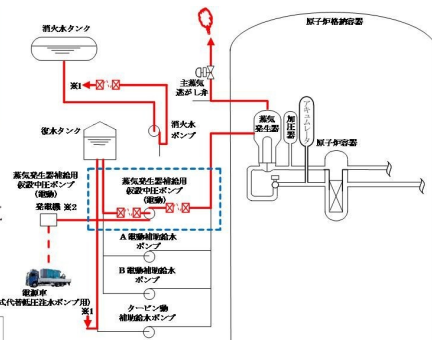 消火水タンク
原子炉格納容器
※1
主蒸気
逃がし弁
消火水
ポンプ
復水タンク
蒸気
発生器
加圧器
アキュムレータ
原子炉容器
蒸気発生器補給用
仮設中圧ポンプ
(電動)
発電機 ※2
蒸気発生器補給用
仮設中圧ポンプ
(電動)
A電動補助給水
ポンプ
B電動補助給水
ポンプ
電源車
式代替低圧注水ポンプ用)
※1
タービン動
補助給水ポンプ